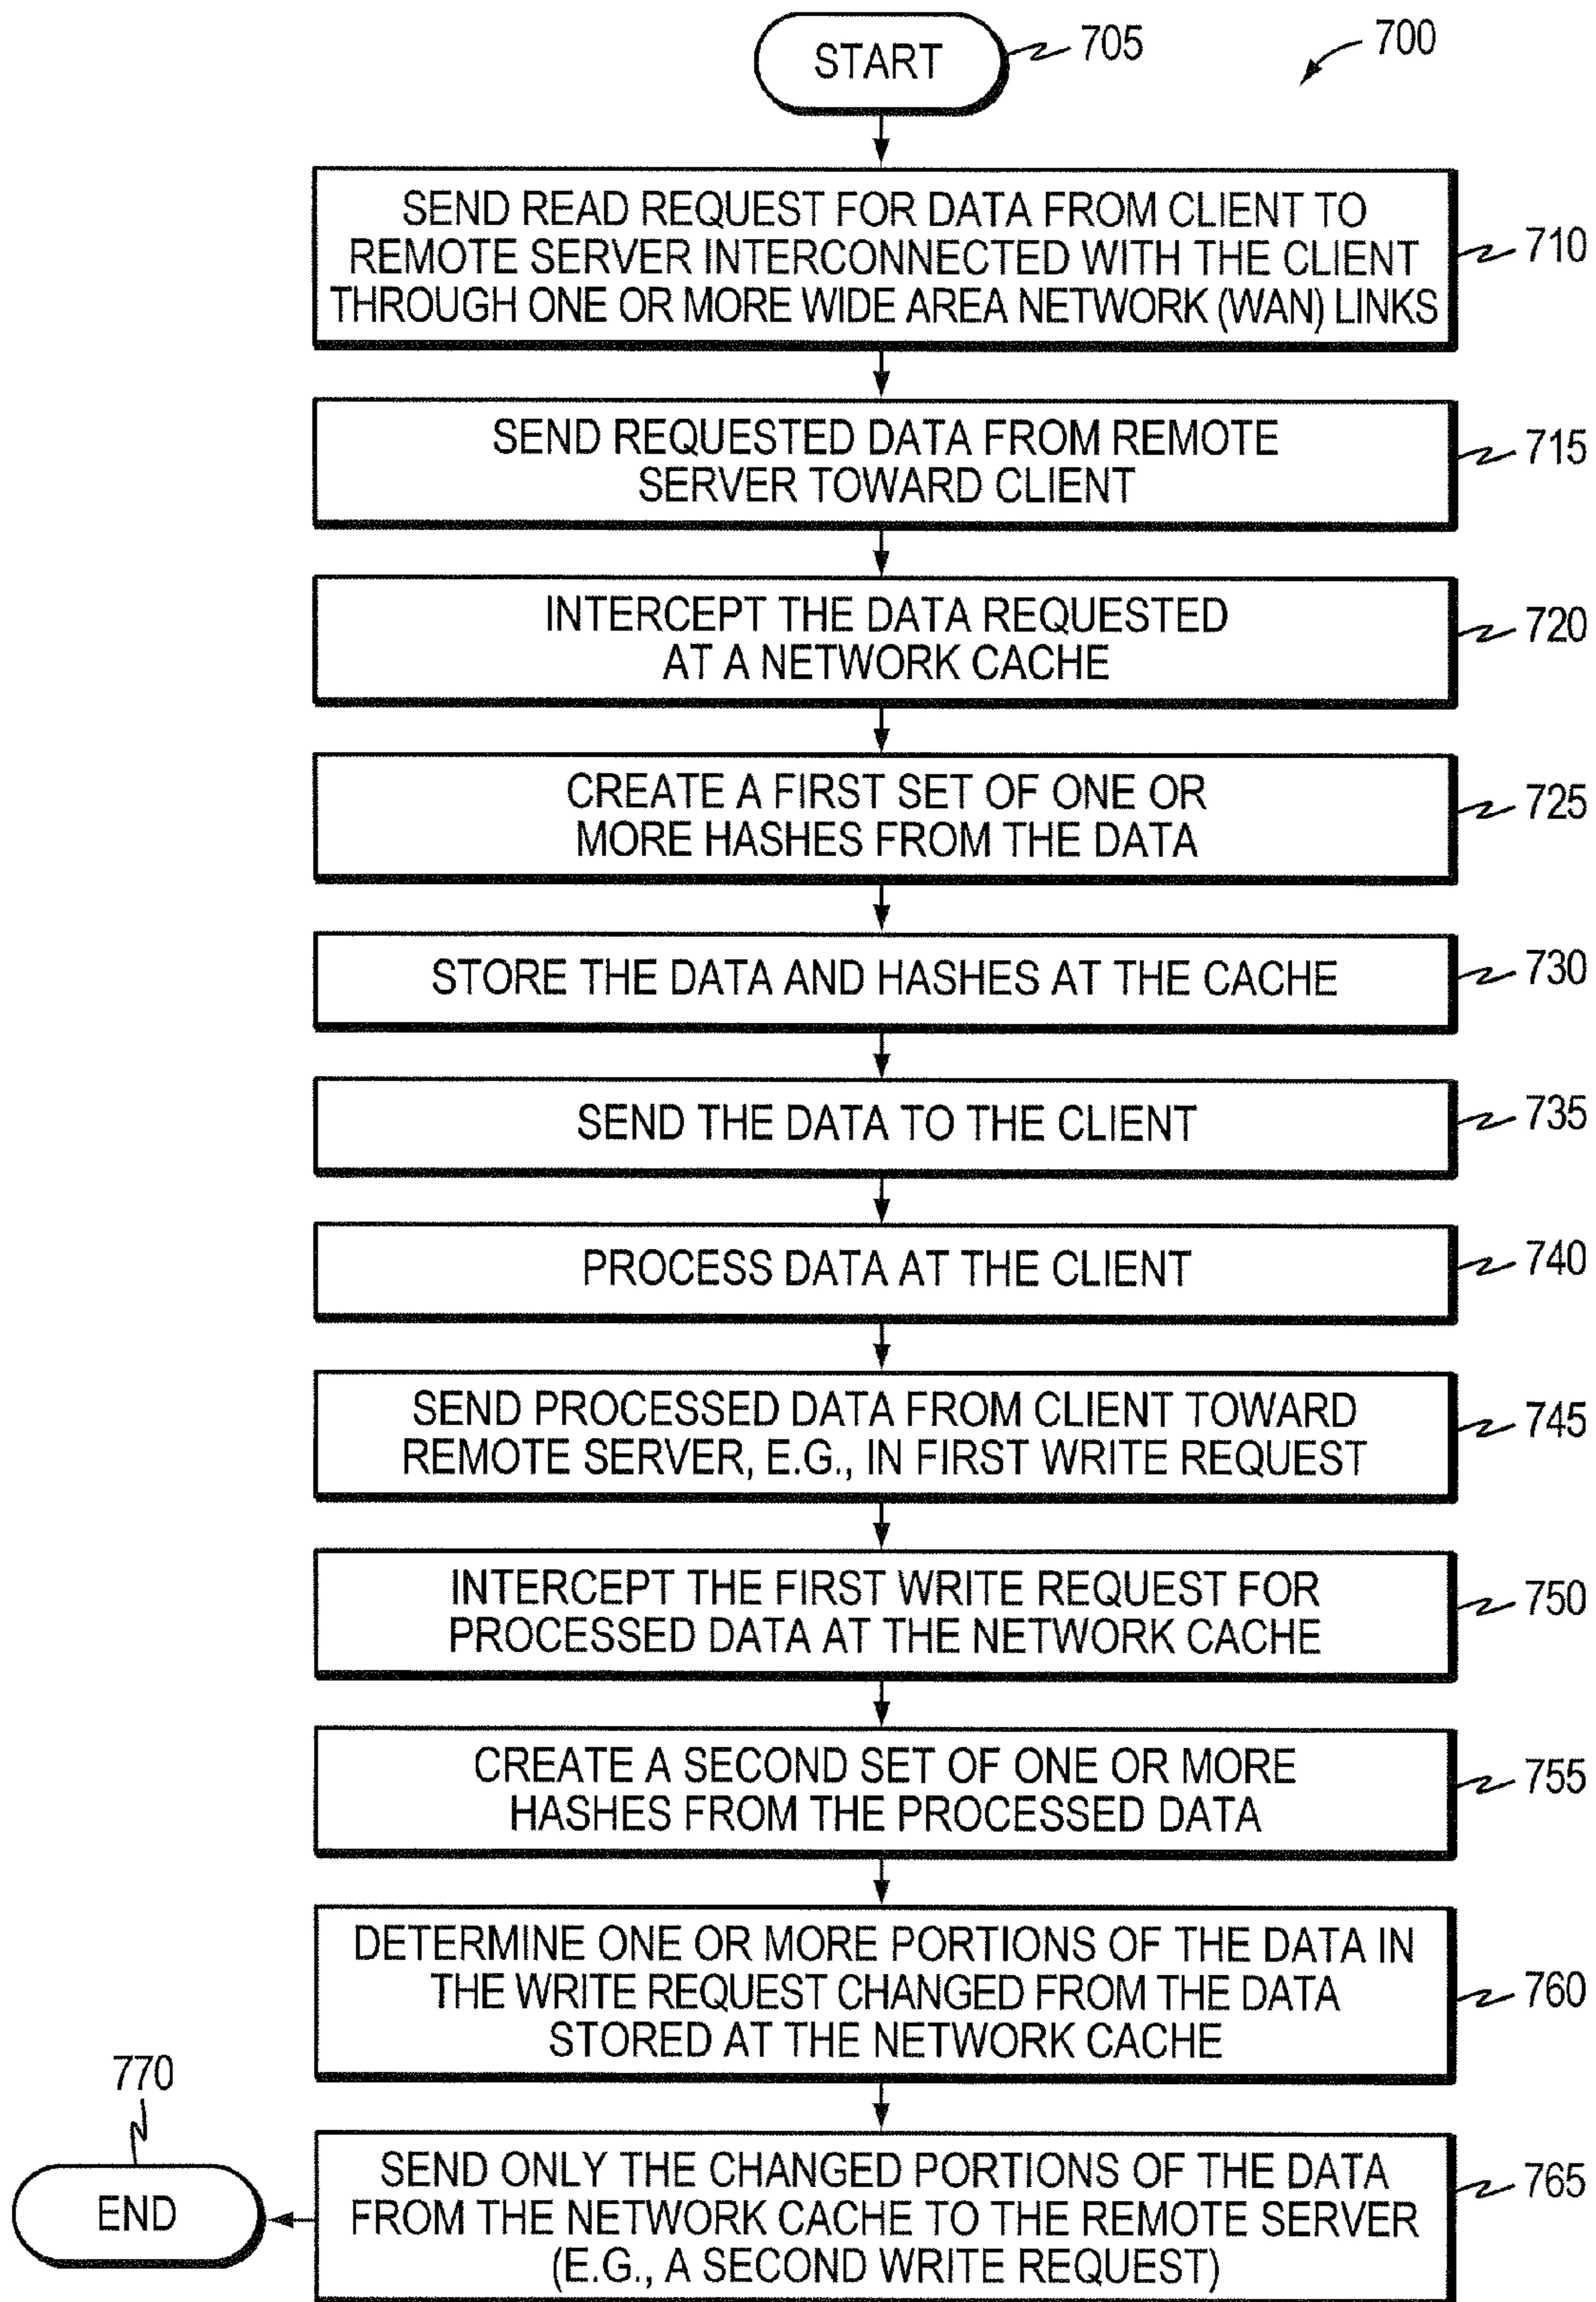 START
705
700
SEND READ REQUEST FOR DATA FROM CLIENT TO
REMOTE SERVER INTERCONNECTED WITH THE CLIENT
THROUGH ONE OR MORE WIDE AREA NETWORK (WAN) LINKS
710
SEND REQUESTED DATA FROM REMOTE
SERVER TOWARD CLIENT
715
INTERCEPT THE DATA REQUESTED
AT A NETWORK CACHE
720
CREATE A FIRST SET OF ONE OR
MORE HASHES FROM THE DATA
725
STORE THE DATA AND HASHES AT THE CACHE
730
SEND THE DATA TO THE CLIENT
735
PROCESS DATA AT THE CLIENT
740
SEND PROCESSED DATA FROM CLIENT TOWARD
REMOTE SERVER, E.G., IN FIRST WRITE REQUEST
745
INTERCEPT THE FIRST WRITE REQUEST FOR
PROCESSED DATA AT THE NETWORK CACHE
750
CREATE A SECOND SET OF ONE OR MORE
HASHES FROM THE PROCESSED DATA
755
DETERMINE ONE OR MORE PORTIONS OF THE DATA IN
THE WRITE REQUEST CHANGED FROM THE DATA
STORED AT THE NETWORK CACHE
760
SEND ONLY THE CHANGED PORTIONS OF THE DATA
FROM THE NETWORK CACHE TO THE REMOTE SERVER
(E.G., A SECOND WRITE REQUEST)
765
770
END